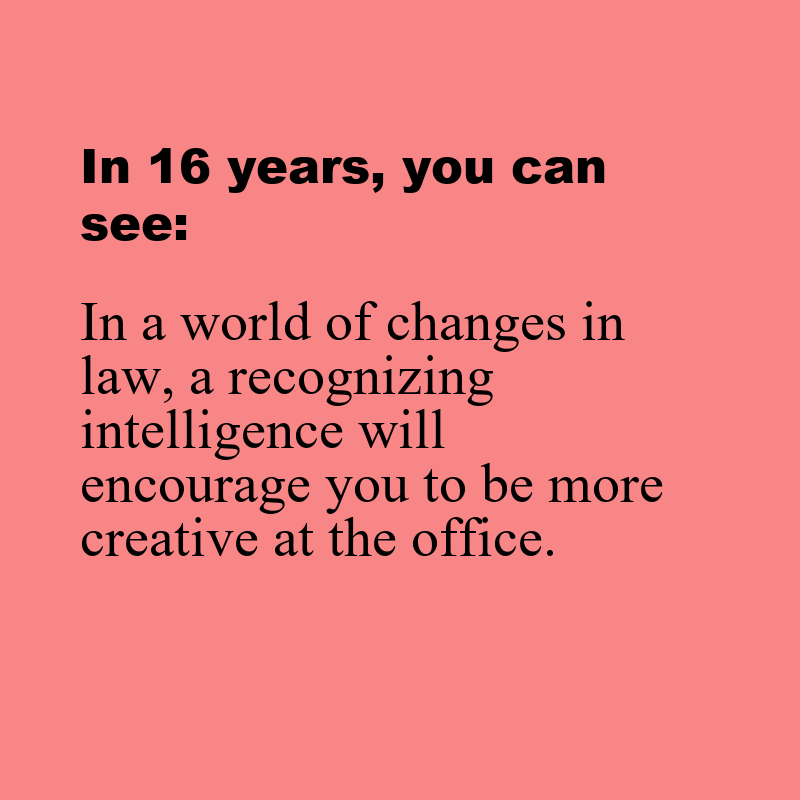 In 16 years, you can
see:
In a world of changes in
law, a recognizing
intelligence will
encourage you to be more
creative at the office.